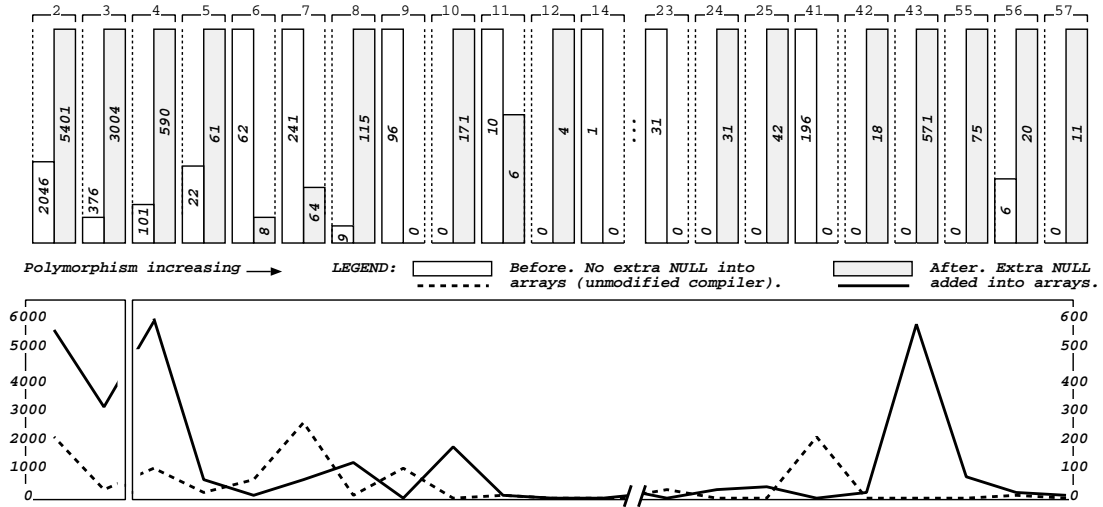 2 3 4 5 6 7 8 9 10 11 12 14 23 24 25 41 42 43 55 56 57
2046 5401 376 3004 101 590 22 61 62 8 241 64 9 115 96 0 0 171 10 6 0 4 1 0 ... 31 0 0 31 0 42 196 0 0 18 0 571 0 75 6 20 0 11
Polymorphism increasing
LEGEND:
Before. No extra NULL into
arrays (unmodified compiler).
After. Extra NULL
added into arrays.
6000 600
5000 500
4000 400
3000 300
2000 200
1000 100
0 0